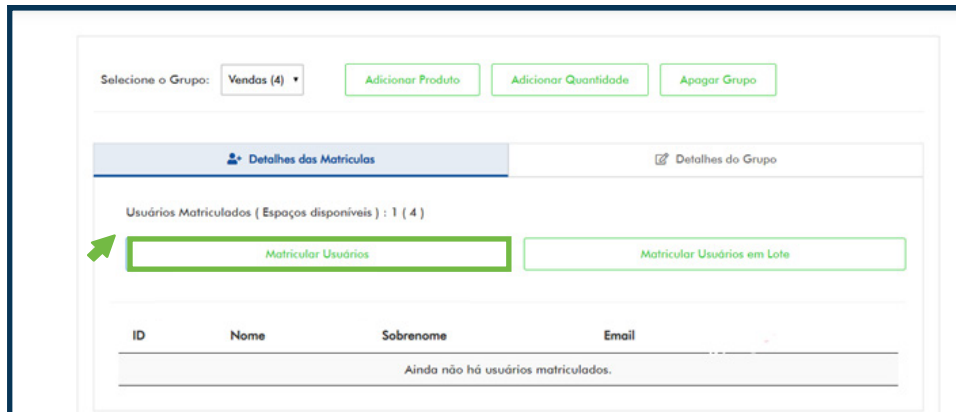 Selecione o Grupo: Vendas (4) Adicionar Produto Adicionar Quantidade Apagar Grupo
Detalhes das Matriculas Detalhes do Grupo
Usuários Matriculados ( Espaços disponíveis ) : 1 ( 4 )
Matricular Usuários Matricular Usuários em Lote
ID Nome Sobrenome Email
Ainda não há usuários matriculados.